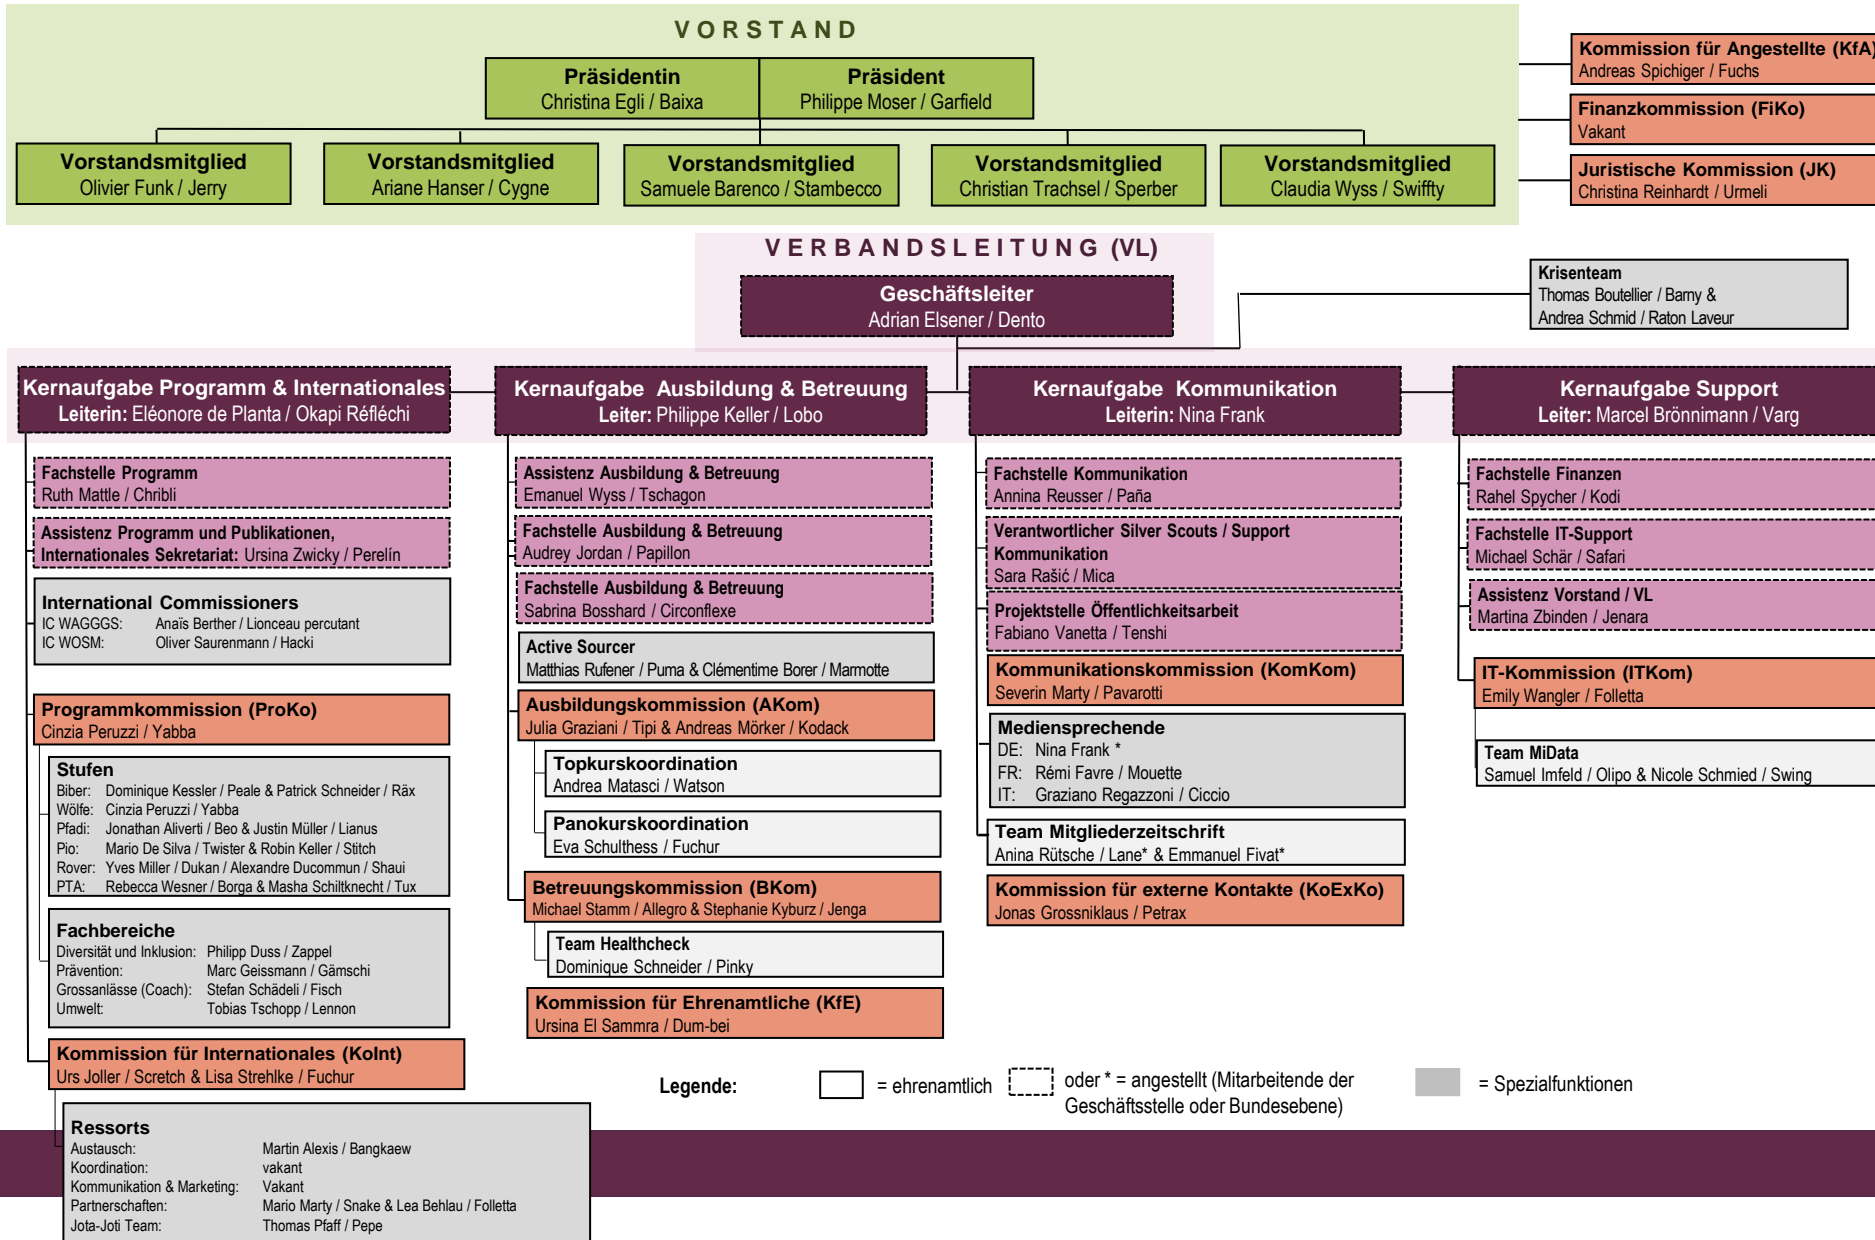 VORSTAND
Präsidentin
Christina Egli / Baixa
Präsident
Philippe Moser / Garfield
Vorstandsmitglied
Olivier Funk / Jerry
Vorstandsmitglied
Ariane Hanser / Cygne
Vorstandsmitglied
Samuele Barenco / Stambecco
Vorstandsmitglied
Christian Trachsel / Sperber
Vorstandsmitglied
Claudia Wyss / Swiffty
Kommission für Angestellte (KfA)
Andreas Spichiger / Fuchs
Finanzkommission (FiKo)
Vakant
Juristische Kommission (JK)
Christina Reinhardt / Urmeli
VERBANDSLEITUNG (VL)
Geschäftsleiter
Adrian Elsener / Dento
Krisenteam
Thomas Boutellier / Barny &
Andrea Schmid / Raton Laveur
Kernaufgabe Programm & Internationales
Leiterin: Eléonore de Planta / Okapi Réfléchi
Fachstelle Programm
Ruth Mattle / Chribli
Assistenz Programm und Publikationen,
Internationales Sekretariat: Ursina Zwicky / Perelín
International Commissioners
IC WAGGGS: Anaïs Berther / Lionceau percutant
IC WOSM: Oliver Saurenmann / Hacki
Programmkommission (ProKo)
Cinzia Peruzzi / Yabba
Stufen
Biber: Dominique Kessler / Peale & Patrick Schneider / Räx
Wölfe: Cinzia Peruzzi / Yabba
Pfadi: Jonathan Aliverti / Beo & Justin Müller / Lianus
Pio: Mario De Silva / Twister & Robin Keller / Stitch
Rover: Yves Miller / Dukan / Alexandre Ducommun / Shaui
PTA: Rebecca Wesner / Borga & Masha Schiltknecht / Tux
Fachbereiche
Diversität und Inklusion: Philipp Duss / Zappel
Prävention: Marc Geissmann / Gämschi
Grossanlässe (Coach): Stefan Schädeli / Fisch
Umwelt: Tobias Tschopp / Lennon
Kommission für Internationales (KoInt)
Urs Joller / Scretch & Lisa Strehlke / Fuchur
Ressorts
Austausch: Martin Alexis / Bangkaew
Koordination: vakant
Kommunikation & Marketing: Vakant
Partnerschaften: Mario Marty / Snake & Lea Behlau / Folletta
Jota-Joti Team: Thomas Pfaff / Pepe
Kernaufgabe Ausbildung & Betreuung
Leiter: Philippe Keller / Lobo
Assistenz Ausbildung & Betreuung
Emanuel Wyss / Tschagon
Fachstelle Ausbildung & Betreuung
Audrey Jordan / Papillon
Fachstelle Ausbildung & Betreuung
Sabrina Bosshard / Circonflexe
Active Sourcer
Matthias Rufener / Puma & Clémentime Borer / Marmotte
Ausbildungskommission (AKom)
Julia Graziani / Tipi & Andreas Mörker / Kodack
Topkurskoordination
Andrea Matasci / Watson
Panokurskoordination
Eva Schulthess / Fuchur
Betreuungskommission (BKom)
Michael Stamm / Allegro & Stephanie Kyburz / Jenga
Team Healthcheck
Dominique Schneider / Pinky
Kommission für Ehrenamtliche (KfE)
Ursina El Sammra / Dum-bei
Kernaufgabe Kommunikation
Leiterin: Nina Frank
Fachstelle Kommunikation
Annina Reusser / Paña
Verantwortlicher Silver Scouts / Support
Kommunikation
Sara Rašić / Mica
Projektstelle Öffentlichkeitsarbeit
Fabiano Vanetta / Tenshi
Kommunikationskommission (KomKom)
Severin Marty / Pavarotti
Mediensprechende
DE: Nina Frank *
FR: Rémi Favre / Mouette
IT: Graziano Regazzoni / Ciccio
Team Mitgliederzeitschrift
Anina Rütsche / Lane* & Emmanuel Fivat*
Kommission für externe Kontakte (KoExKo)
Jonas Grossniklaus / Petrax
Kernaufgabe Support
Leiter: Marcel Brönnimann / Varg
Fachstelle Finanzen
Rahel Spycher / Kodi
Fachstelle IT-Support
Michael Schär / Safari
Assistenz Vorstand / VL
Martina Zbinden / Jenara
IT-Kommission (ITKom)
Emily Wangler / Folletta
Team MiData
Samuel Imfeld / Olipo & Nicole Schmied / Swing
Legende:
= ehrenamtlich
oder * = angestellt (Mitarbeitende der
Geschäftsstelle oder Bundesebene)
= Spezialfunktionen